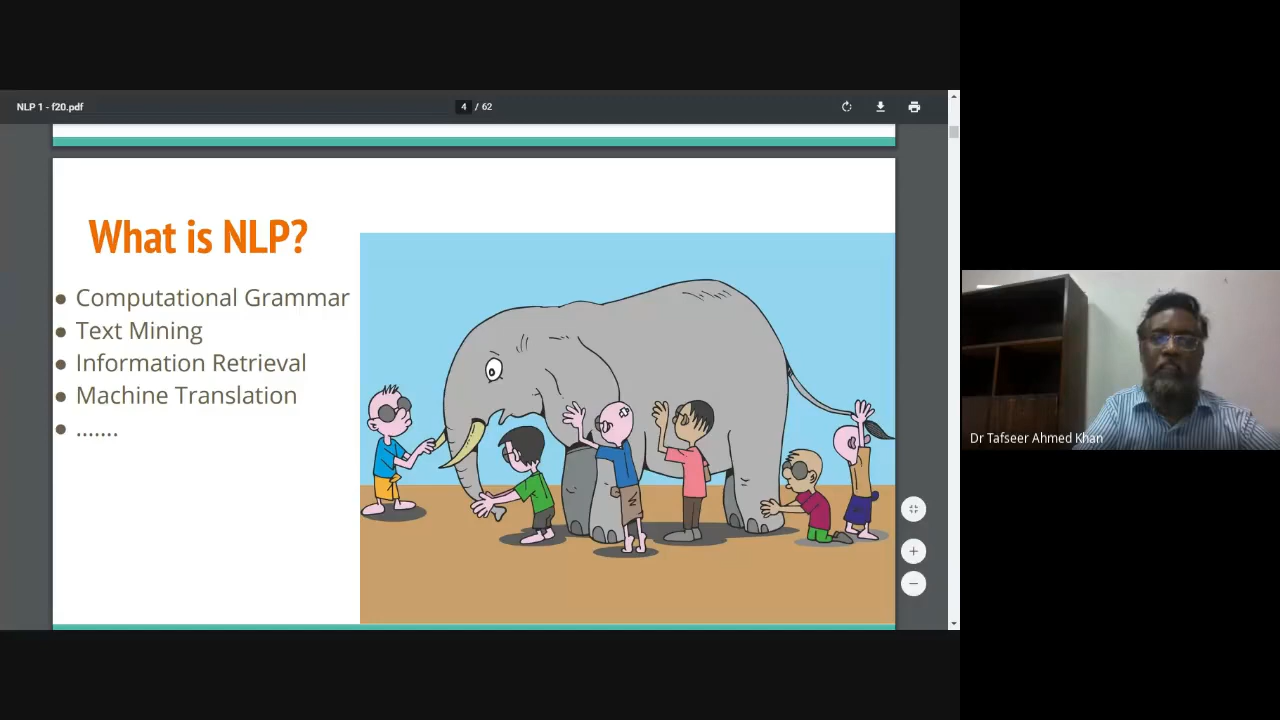 NLP 1 - f20.pdf
4 / 62
What is NLP?
● Computational Grammar
● Text Mining
● Information Retrieval
● Machine Translation
● .......
Dr Tafseer Ahmed Khan